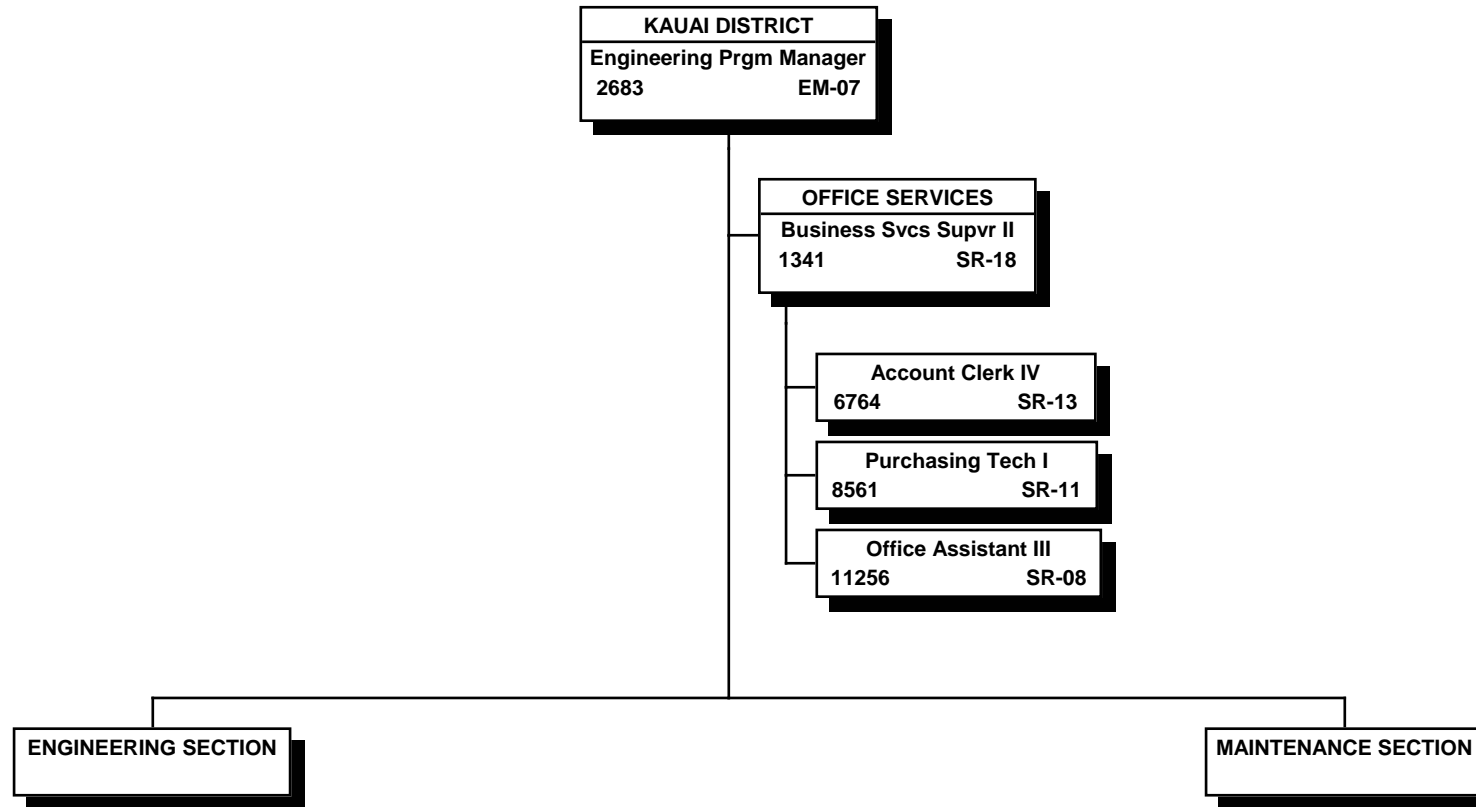 KAUAI DISTRICT
Engineering Prgm Manager
2683 EM-07
OFFICE SERVICES
Business Svcs Supvr II
1341 SR-18
Account Clerk IV
6764 SR-13
Purchasing Tech I
8561 SR-11
Office Assistant III
11256 SR-08
ENGINEERING SECTION
MAINTENANCE SECTION